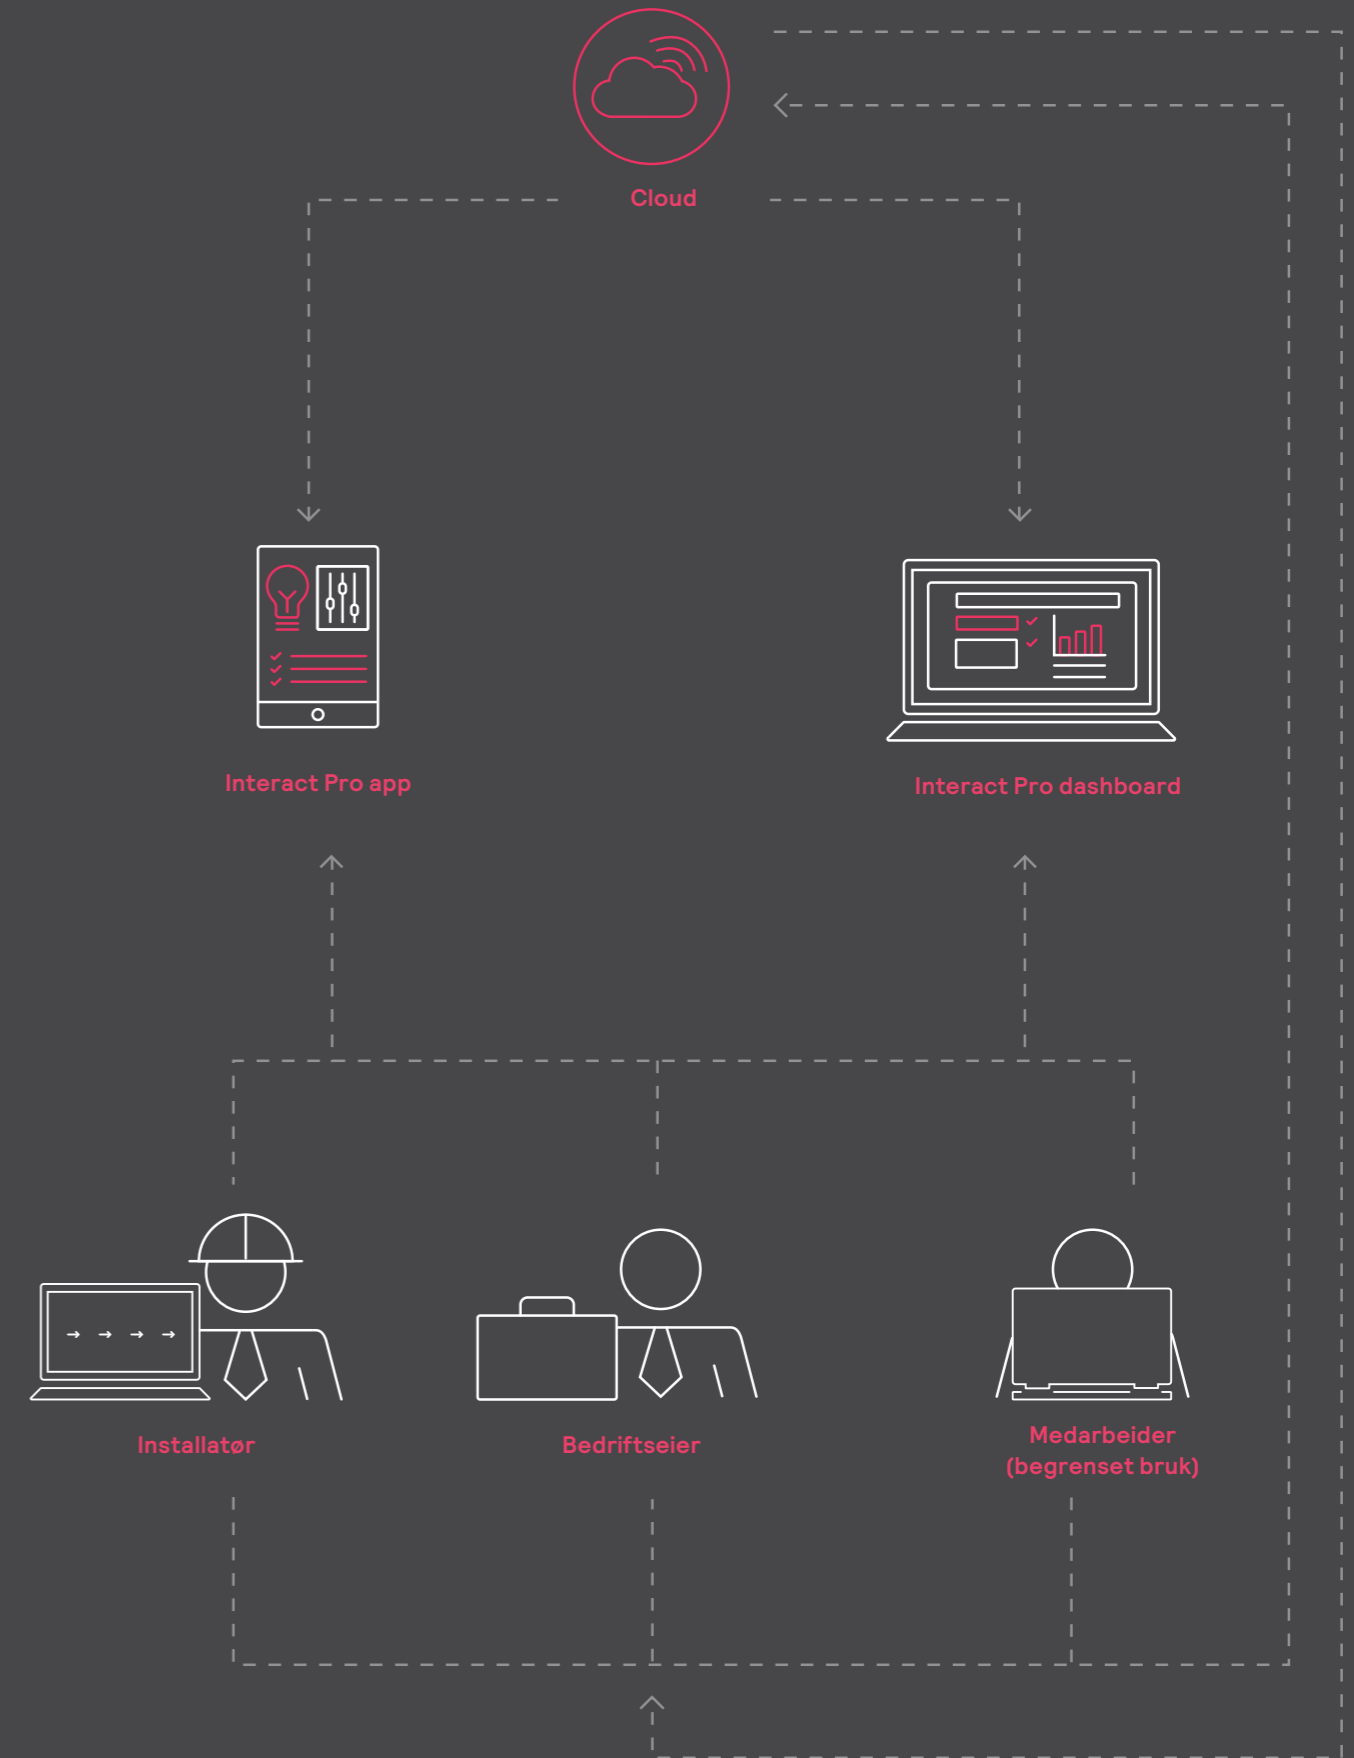 Cloud
Interact Pro app
Interact Pro dashboard
Installatør
Bedriftseier
Medarbeider
(begrenset bruk)